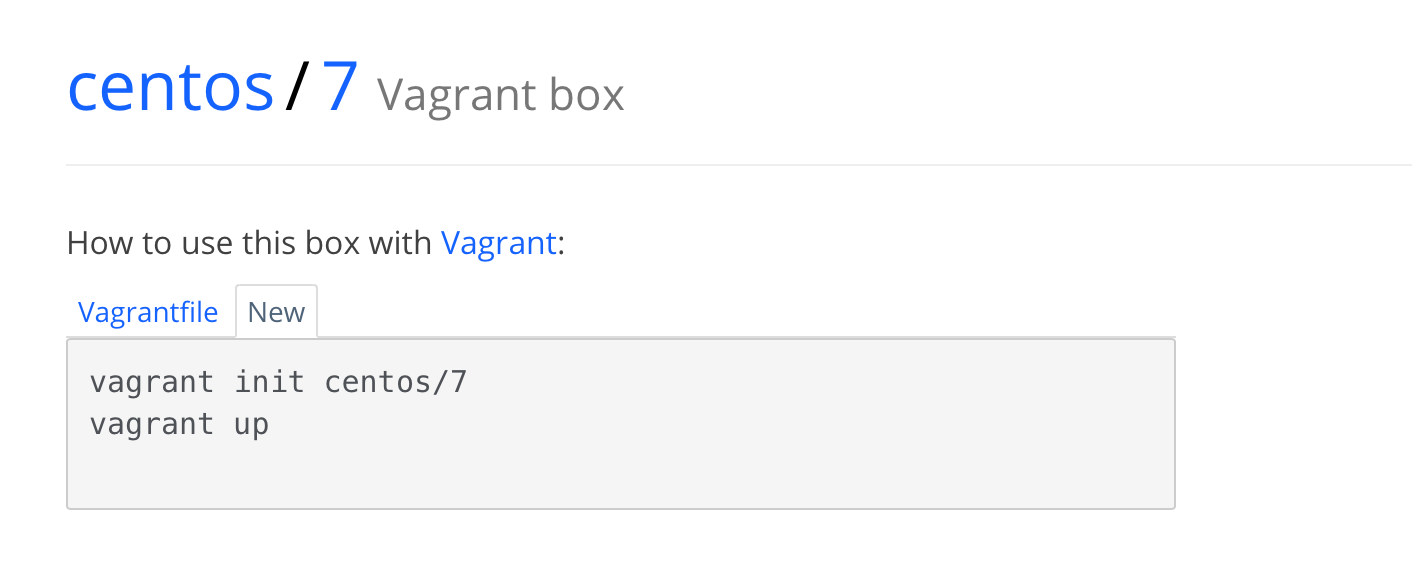 centos / 7 Vagrant box
How to use this box with Vagrant:
Vagrantfile New
vagrant init centos/7
vagrant up